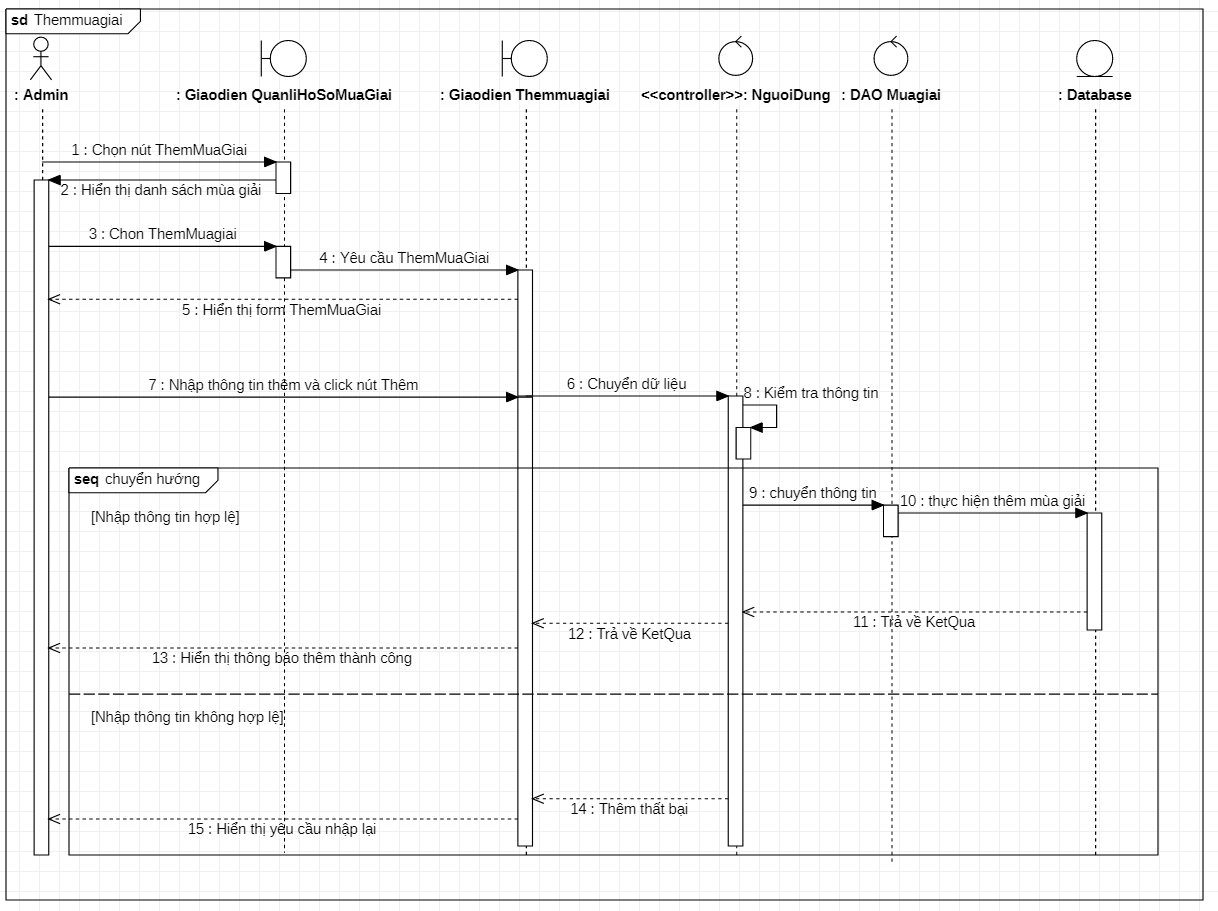 sd Themmuagiai
: Admin
: Giaodien QuanliHoSoMuaGiai
: Giaodien Themmuagiai
<<controller>>: NguoiDung
: DAO Muagiai
: Database
1 : Chọn nút ThemMuaGiai
2 : Hiển thị danh sách mùa giải
3 : Chon ThemMuagiai
4 : Yêu cầu ThemMuaGiai
5 : Hiển thị form ThemMuaGiai
7 : Nhập thông tin thêm và click nút Thêm
6 : Chuyển dữ liệu
8 : Kiểm tra thông tin
seq chuyển hướng
[Nhập thông tin hợp lệ]
9 : chuyển thông tin
10 : thực hiện thêm mùa giải
11 : Trả về KetQua
12 : Trả về KetQua
13 : Hiển thị thông báo thêm thành công
[Nhập thông tin không hợp lệ]
14 : Thêm thất bại
15 : Hiển thị yêu cầu nhập lại